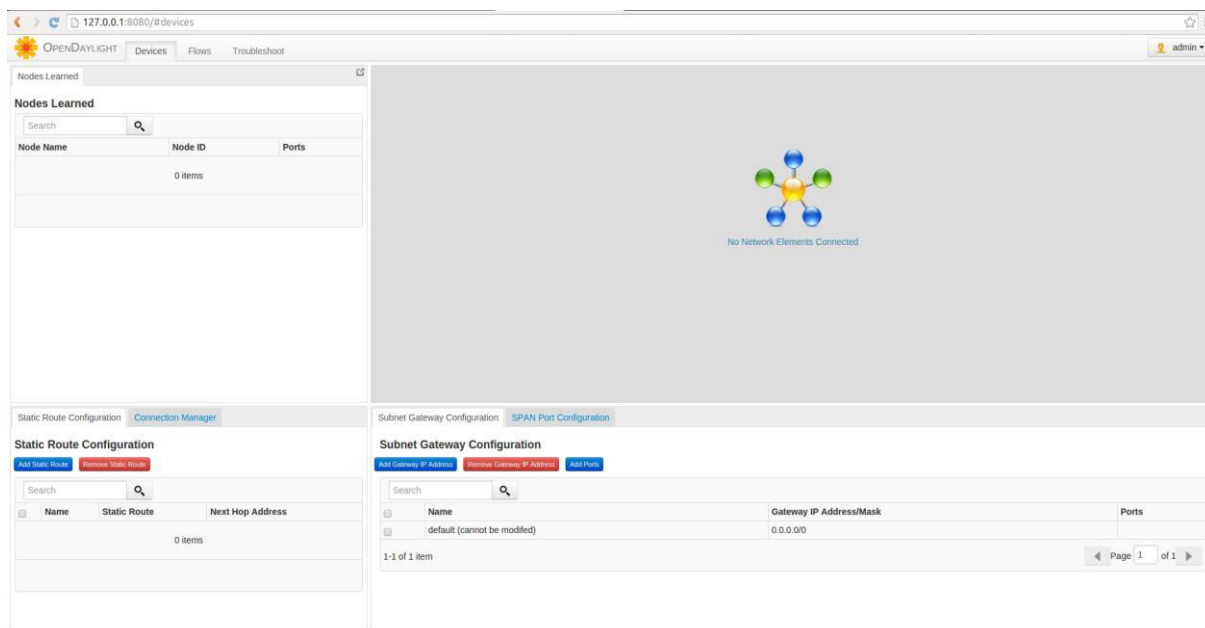 127.0.0.1:8080/#devices
OPENDAYLIGHT Devices Flows Troubleshoot
admin
Nodes Learned
Nodes Learned
Search
Node Name Node ID Ports
0 items
No Network Elements Connected
Static Route Configuration Connection Manager
Static Route Configuration
Add Static Route Remove Static Route
Search
Name Static Route Next Hop Address
0 items
Subnet Gateway Configuration SPAN Port Configuration
Subnet Gateway Configuration
Add Gateway IP Address Remove Gateway IP Address Add Ports
Search
Name Gateway IP Address/Mask Ports
default (cannot be modifed) 0.0.0.0/0
1-1 of 1 item Page 1 of 1